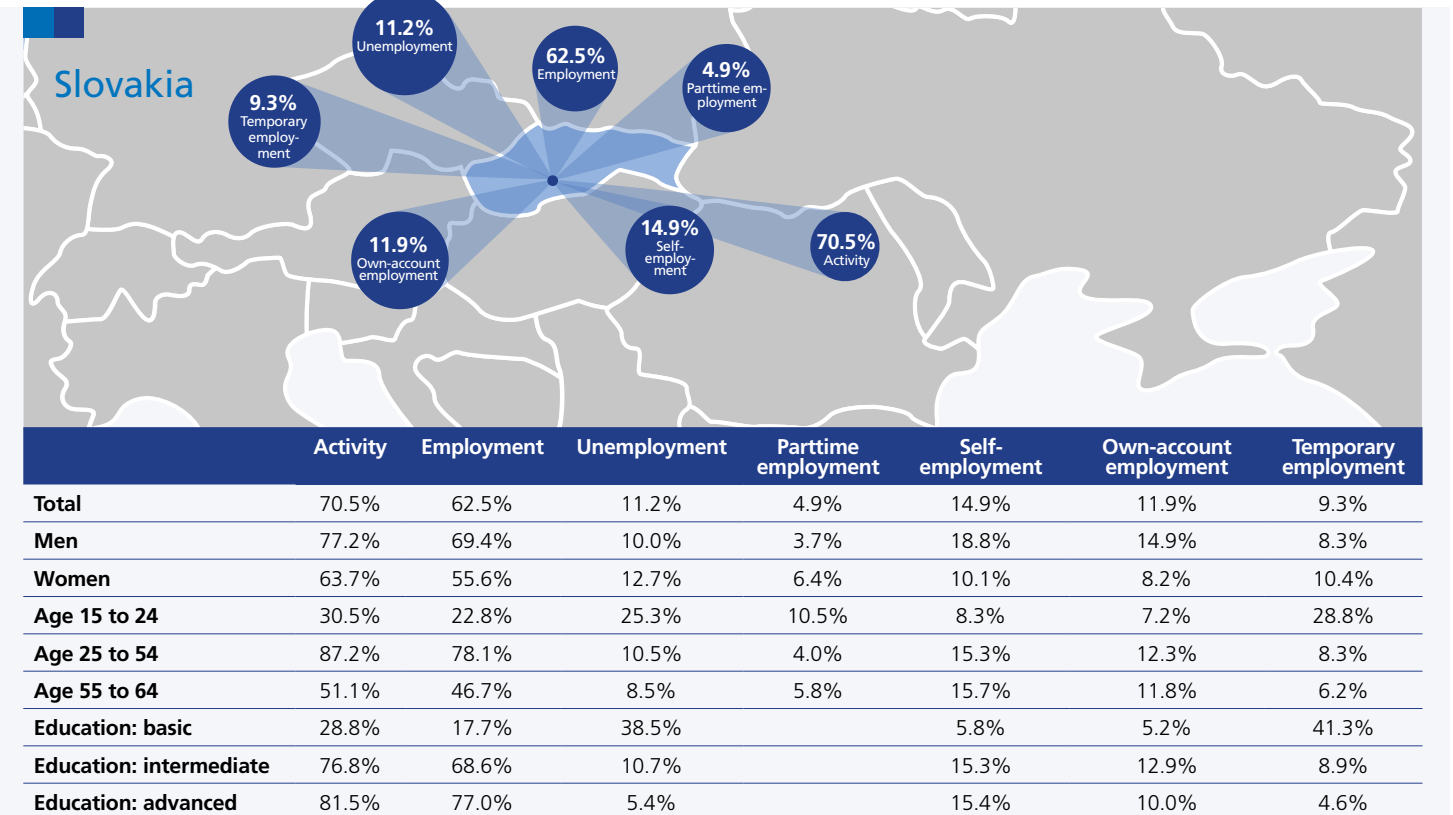 Slovakia
11.2%
Unemployment
62.5%
Employment
4.9%
Parttime em-
ployment
9.3%
Temporary
employ-
ment
11.9%
Own-account
employment
14.9%
Self-
employ-
ment
70.5%
Activity
Activity Employment Unemployment Parttime employment Self-employment Own-account employment Temporary employment
Total 70.5% 62.5% 11.2% 4.9% 14.9% 11.9% 9.3%
Men 77.2% 69.4% 10.0% 3.7% 18.8% 14.9% 8.3%
Women 63.7% 55.6% 12.7% 6.4% 10.1% 8.2% 10.4%
Age 15 to 24 30.5% 22.8% 25.3% 10.5% 8.3% 7.2% 28.8%
Age 25 to 54 87.2% 78.1% 10.5% 4.0% 15.3% 12.3% 8.3%
Age 55 to 64 51.1% 46.7% 8.5% 5.8% 15.7% 11.8% 6.2%
Education: basic 28.8% 17.7% 38.5% 5.8% 5.2% 41.3%
Education: intermediate 76.8% 68.6% 10.7% 15.3% 12.9% 8.9%
Education: advanced 81.5% 77.0% 5.4% 15.4% 10.0% 4.6%